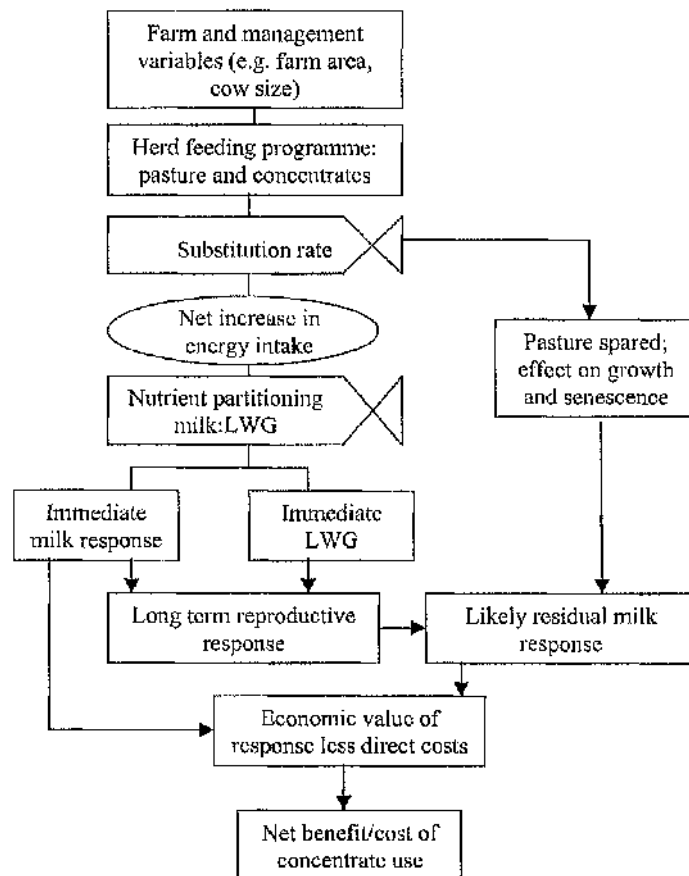 Farm and management
variables (e.g. farm area,
cow size)
Herd feeding programme:
pasture and concentrates
Substitution rate
Net increase in
energy intake
Pasture spared;
effect on growth
and senescence
Nutrient partitioning
milk:LWG
Immediate
milk response
Immediate
LWG
Long term reproductive
response
Likely residual milk
response
Economic value of
response less direct costs
Net benefit/cost of
concentrate use